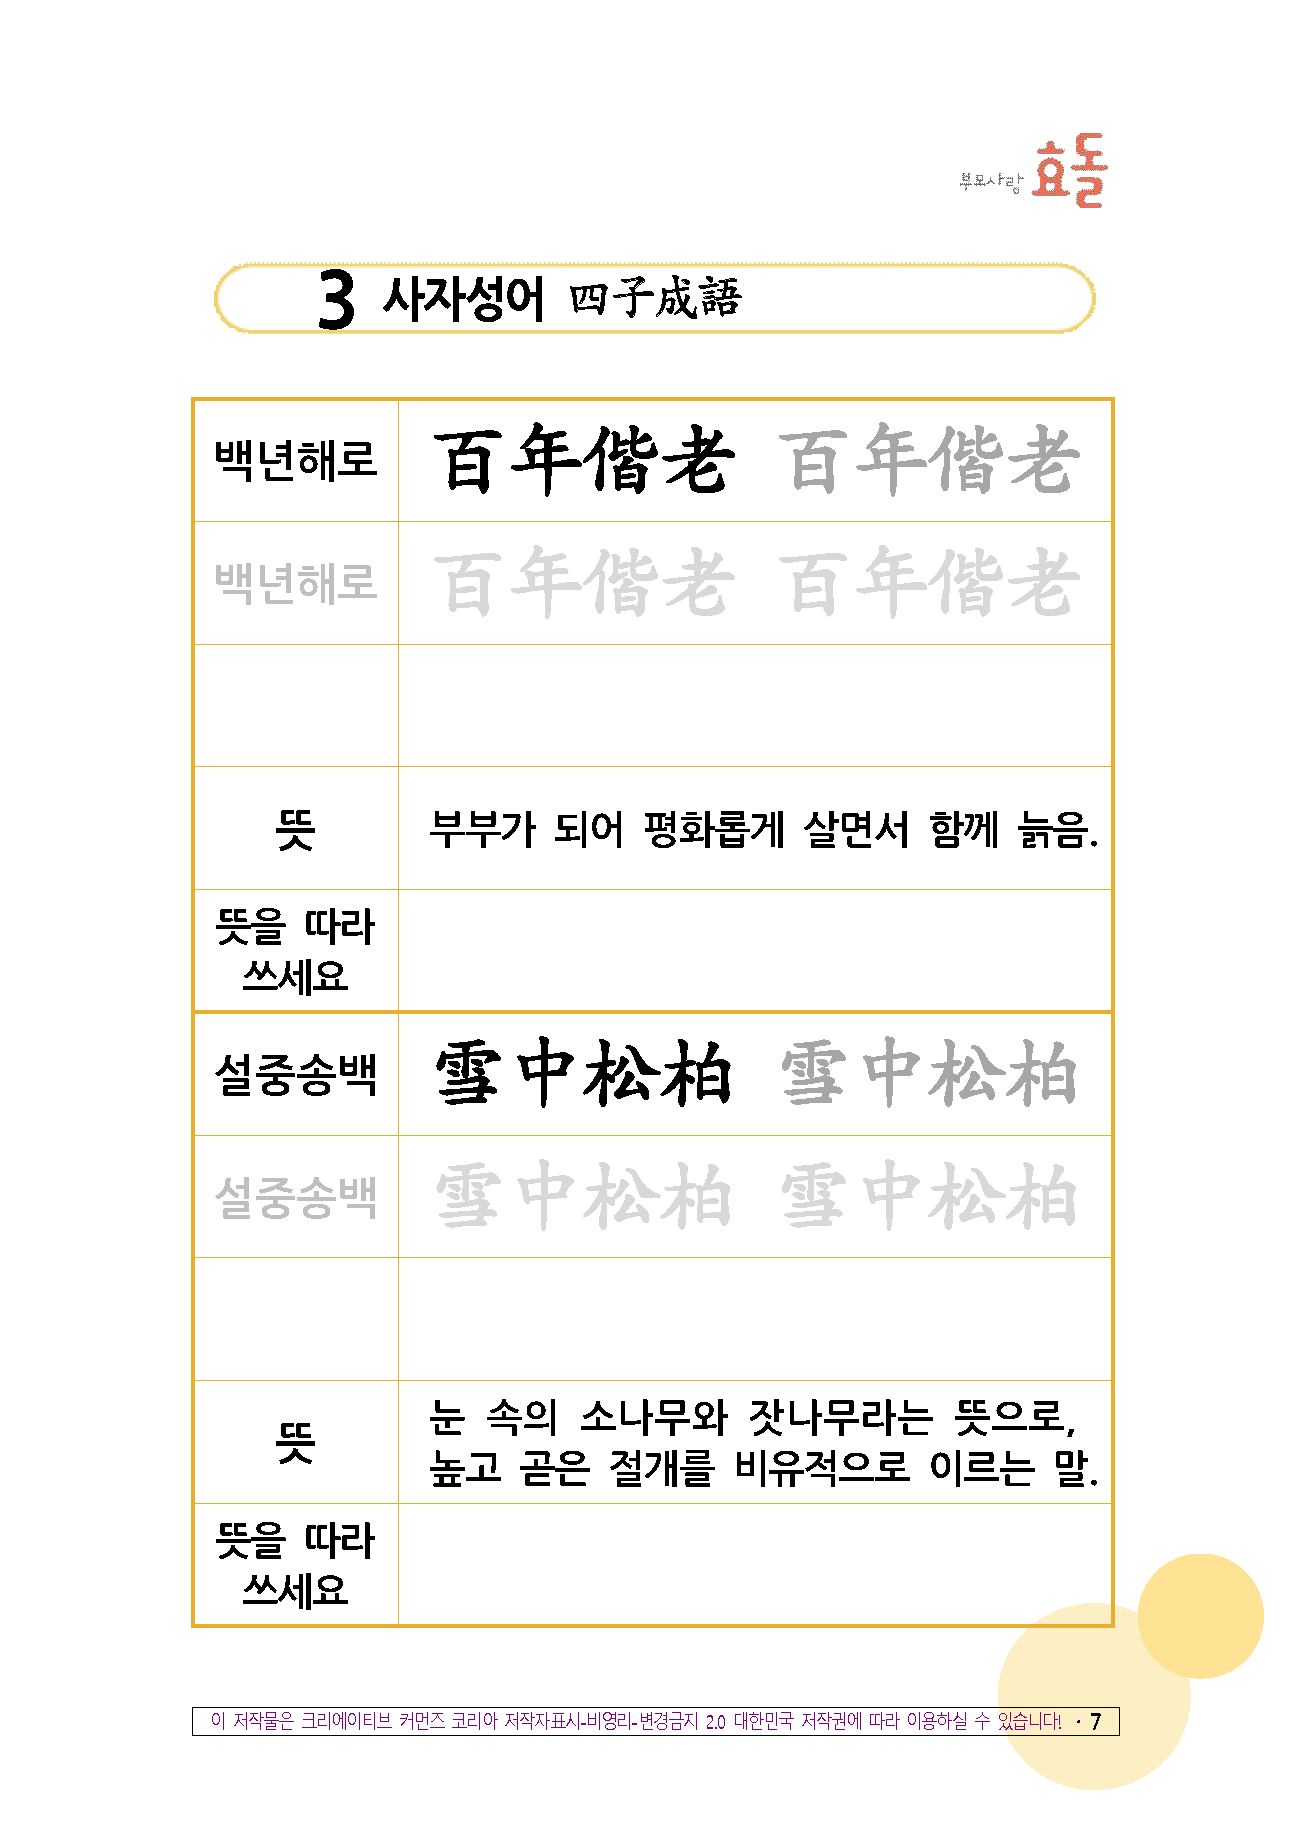 부모사랑 효돌
3 사자성어 四子成語
백년해로 百年偕老 百年偕老
백년해로 百年偕老 百年偕老
뜻 부부가 되어 평화롭게 살면서 함께 늙음.
뜻을 따라
쓰세요
설중송백 雪中松柏 雪中松柏
설중송백 雪中松柏 雪中松柏
뜻
눈 속의 소나무와 잣나무라는 뜻으로,
높고 곧은 절개를 비유적으로 이르는 말.
뜻을 따라
쓰세요
이 저작물은 크리에이티브 커먼즈 코리아 저작자표시-비영리-변경금지 2.0 대한민국 저작권에 따라 이용하실 수 있습니다! · 7